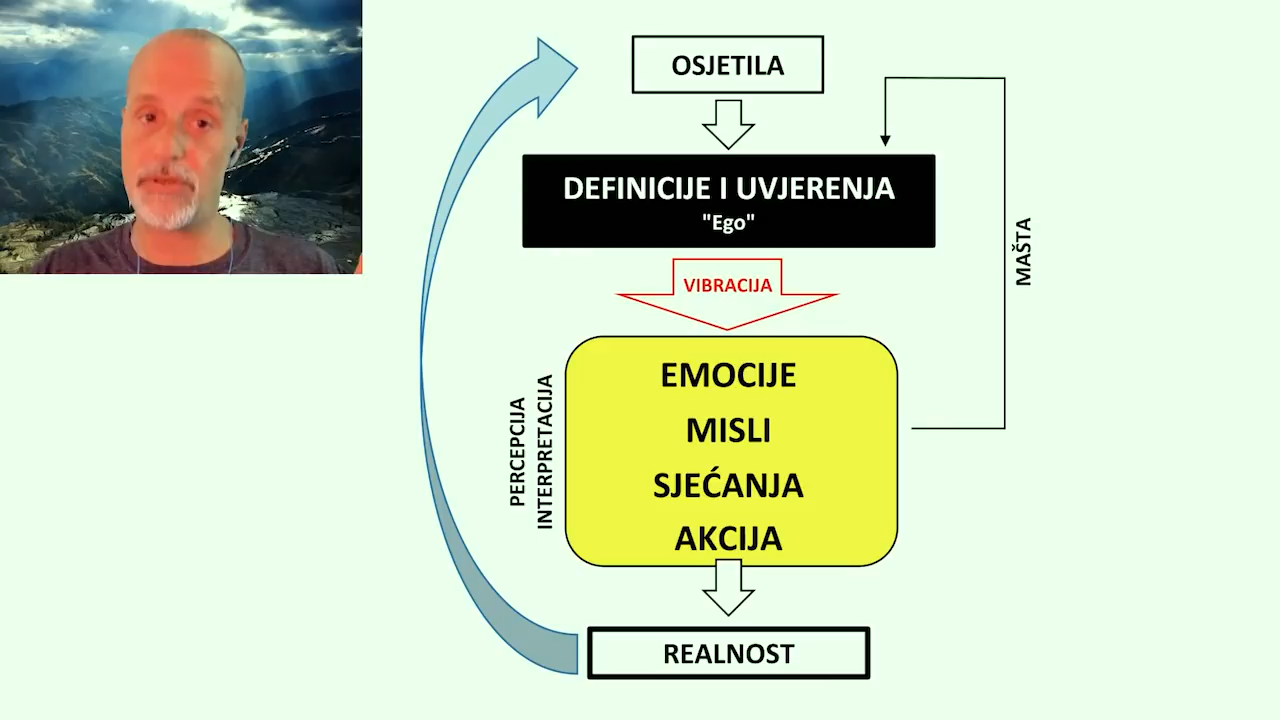 OSJETILA
DEFINICIJE I UVJERENJA
"Ego"
VIBRACIJA
MAŠTA
PERCEPCIJA
INTERPRETACIJA
EMOCIJE
MISLI
SJEĆANJA
AKCIJA
REALNOST